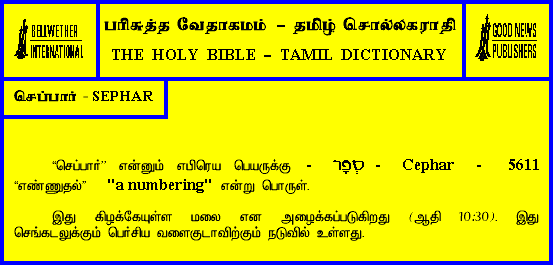 BELLWETHER
INTERNATIONAL
பரிசுத்த வேதாகமம் – தமிழ் சொல்லகராதி
THE HOLY BIBLE – TAMIL DICTIONARY
GOOD NEWS
PUBLISHERS
செப்பார் - SEPHAR
“செப்பார்” என்னும் எபிரெய பெயருக்கு - סְפָר - Cephar - 5611
“எண்ணுதல்” "a numbering" என்று பொருள்.
இது கிழக்கேயுள்ள மலை என அழைக்கப்படுகிறது (ஆதி 10:30). இது
செங்கடலுக்கும் பெர்சிய வளைகுடாவிற்கும் நடுவில் உள்ளது.